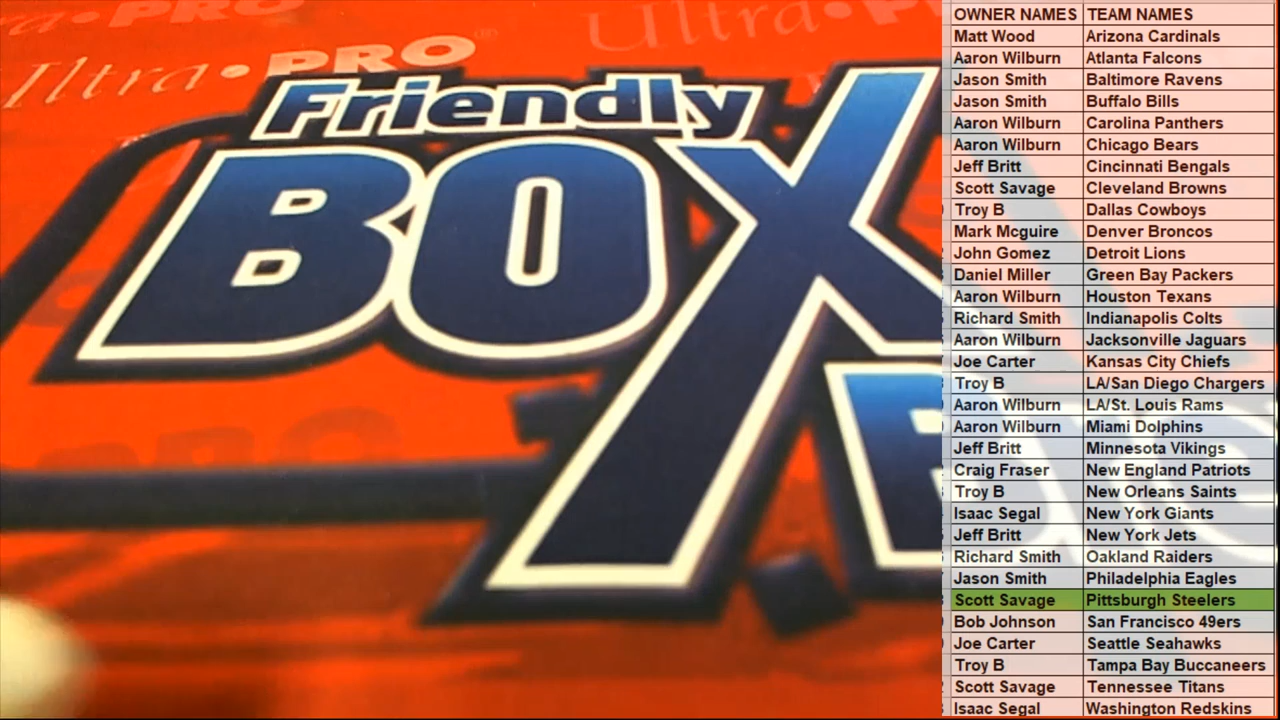 Ultra•PRO®
Ultra•P
Friendly
BOX
OWNER NAMES TEAM NAMES
Matt Wood Arizona Cardinals
Aaron Wilburn Atlanta Falcons
Jason Smith Baltimore Ravens
Jason Smith Buffalo Bills
Aaron Wilburn Carolina Panthers
Aaron Wilburn Chicago Bears
Jeff Britt Cincinnati Bengals
Scott Savage Cleveland Browns
Troy B Dallas Cowboys
Mark Mcguire Denver Broncos
John Gomez Detroit Lions
Daniel Miller Green Bay Packers
Aaron Wilburn Houston Texans
Richard Smith Indianapolis Colts
Aaron Wilburn Jacksonville Jaguars
Joe Carter Kansas City Chiefs
Troy B LA/San Diego Chargers
Aaron Wilburn LA/St. Louis Rams
Aaron Wilburn Miami Dolphins
Jeff Britt Minnesota Vikings
Craig Fraser New England Patriots
Troy B New Orleans Saints
Isaac Segal New York Giants
Jeff Britt New York Jets
Richard Smith Oakland Raiders
Jason Smith Philadelphia Eagles
Scott Savage Pittsburgh Steelers
Bob Johnson San Francisco 49ers
Joe Carter Seattle Seahawks
Troy B Tampa Bay Buccaneers
Scott Savage Tennessee Titans
Isaac Segal Washington Redskins